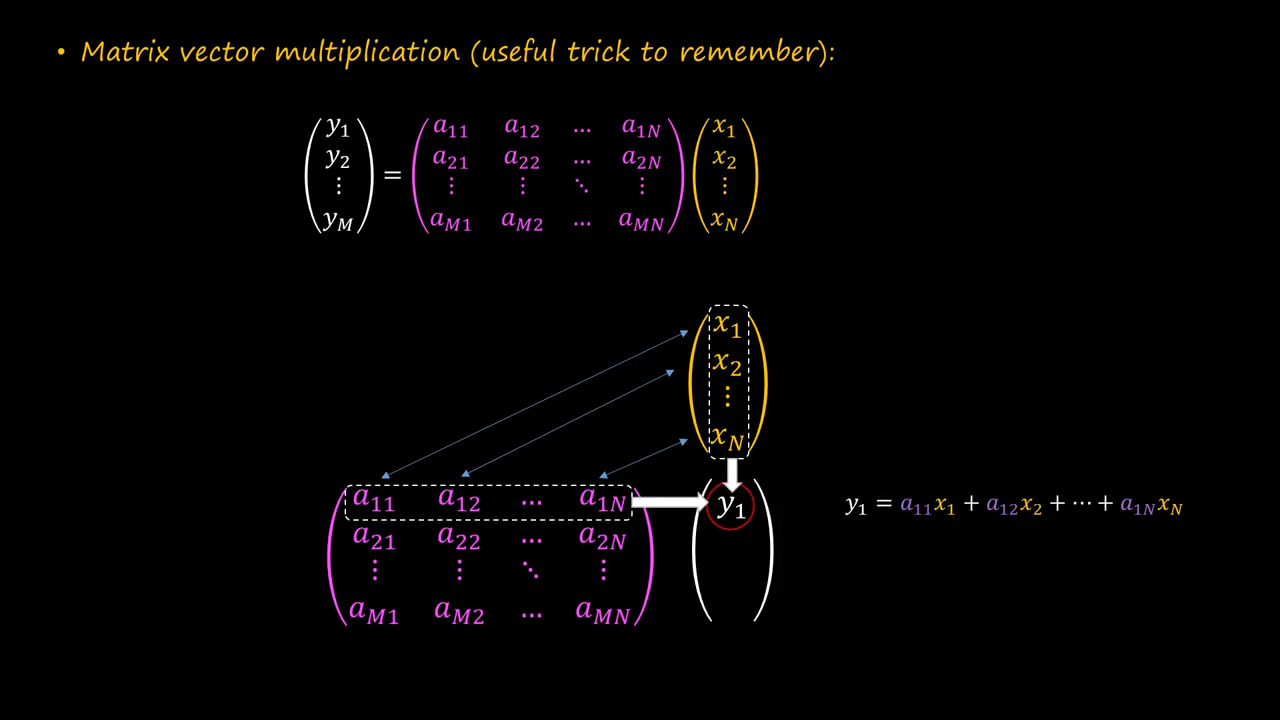 • Matrix vector multiplication (useful trick to remember):
y₁ a₁₁ a₁₂ … a₁N x₁
y₂ = a₂₁ a₂₂ … a₂N x₂
⋮ ⋮ ⋮ ⋱ ⋮ ⋮
yM aM₁ aM₂ … aMN xN
x₁
x₂
⋮
xN
a₁₁ a₁₂ … a₁N y₁ y₁ = a₁₁x₁ + a₁₂x₂ + ⋯ + a₁NxN
a₂₁ a₂₂ … a₂N
⋮ ⋮ ⋱ ⋮
aM₁ aM₂ … aMN